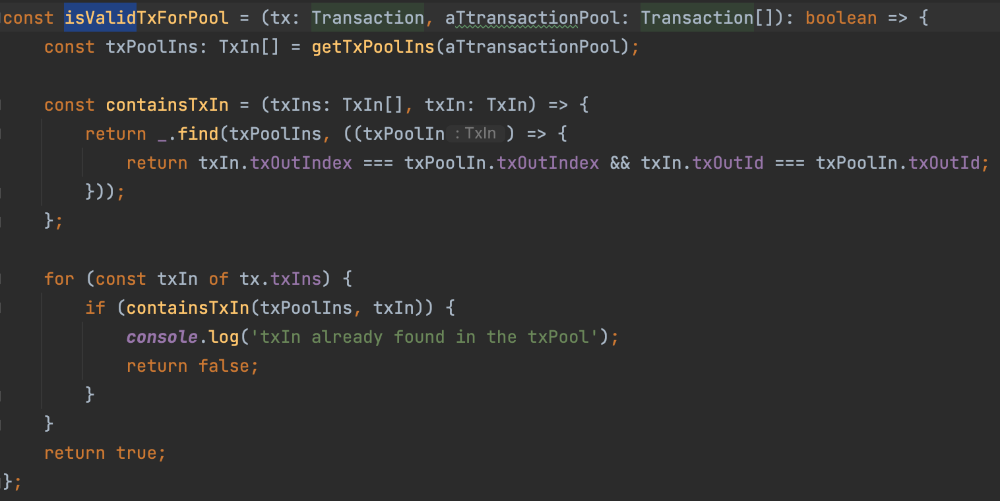 const isValidTxForPool = (tx: Transaction, aTtransactionPool: Transaction[]): boolean => {
    const txPoolIns: TxIn[] = getTxPoolIns(aTtransactionPool);

    const containsTxIn = (txIns: TxIn[], txIn: TxIn) => {
        return _.find(txPoolIns, ((txPoolIn : TxIn ) => {
            return txIn.txOutIndex === txPoolIn.txOutIndex && txIn.txOutId === txPoolIn.txOutId;
        }));
    };

    for (const txIn of tx.txIns) {
        if (containsTxIn(txPoolIns, txIn)) {
            console.log('txIn already found in the txPool');
            return false;
        }
    }
    return true;
};